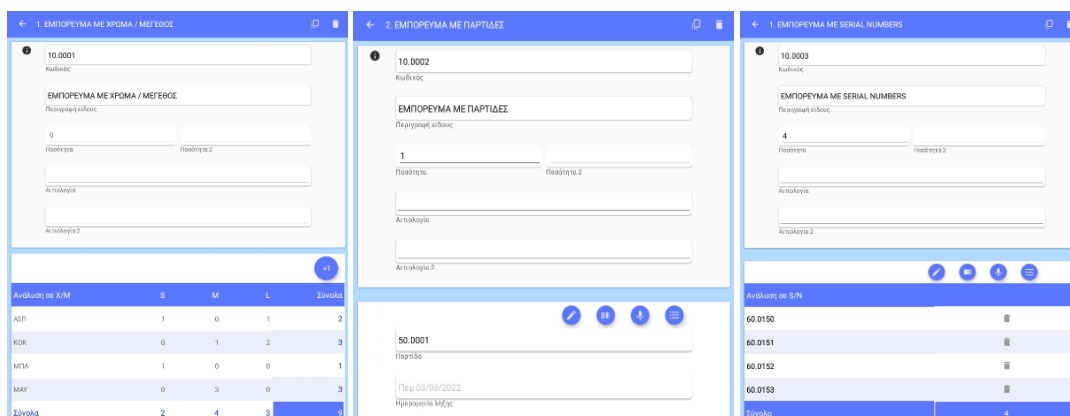 1. ΕΜΠΟΡΕΥΜΑ ΜΕ ΧΡΩΜΑ / ΜΕΓΕΘΟΣ
10.0001
Κωδικός
ΕΜΠΟΡΕΥΜΑ ΜΕ ΧΡΩΜΑ / ΜΕΓΕΘΟΣ
Περιγραφή είδους
9
Ποσότητα Ποσότητα 2
Αιτιολογία
Αιτιολογία 2
+1
Ανάλυση σε Χ/Μ S M L Σύνολα
ΑΣΠ 1 0 1 2
ΚΟΚ 0 1 2 3
ΜΠΛ 1 0 0 1
ΜΑΥ 0 3 0 3
Σύνολα 2 4 3 9
2. ΕΜΠΟΡΕΥΜΑ ΜΕ ΠΑΡΤΙΔΕΣ
10.0002
Κωδικός
ΕΜΠΟΡΕΥΜΑ ΜΕ ΠΑΡΤΙΔΕΣ
Περιγραφή είδους
1
Ποσότητα Ποσότητα 2
Αιτιολογία
Αιτιολογία 2
50.0001
Παρτίδα
Πέμ 03/03/2022
Ημερομηνία λήξης
1. ΕΜΠΟΡΕΥΜΑ ΜΕ SERIAL NUMBERS
10.0003
Κωδικός
ΕΜΠΟΡΕΥΜΑ ΜΕ SERIAL NUMBERS
Περιγραφή είδους
4
Ποσότητα Ποσότητα 2
Αιτιολογία
Αιτιολογία 2
Ανάλυση σε S/N
60.0150
60.0151
60.0152
60.0153
Σύνολο 4